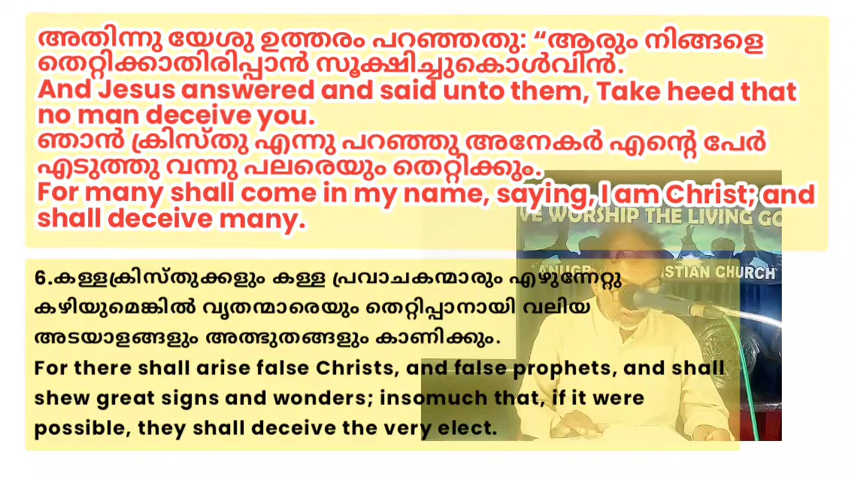 അതിന്നു യേശു ഉത്തരം പറഞ്ഞതു: “ആരും നിങ്ങളെ
തെറ്റിക്കാതിരിപ്പാൻ സൂക്ഷിച്ചുകൊൾവിൻ.
And Jesus answered and said unto them, Take heed that
no man deceive you.
ഞാൻ ക്രിസ്തു എന്നു പറഞ്ഞു അനേകർ എന്റെ പേർ
എടുത്തു വന്നു പലരെയും തെറ്റിക്കും.
For many shall come in my name, saying, I am Christ; and
shall deceive many.
VE WORSHIP THE LIVING GO
ANUGR ISTIAN CHURCH
6.കള്ളക്രിസ്തുക്കളും കള്ള പ്രവാചകന്മാരും എഴുന്നേറ്റു
കഴിയുമെങ്കിൽ വൃതന്മാരെയും തെറ്റിപ്പാനായി വലിയ
അടയാളങ്ങളും അത്ഭുതങ്ങളും കാണിക്കും.
For there shall arise false Christs, and false prophets, and shall
shew great signs and wonders; insomuch that, if it were
possible, they shall deceive the very elect.